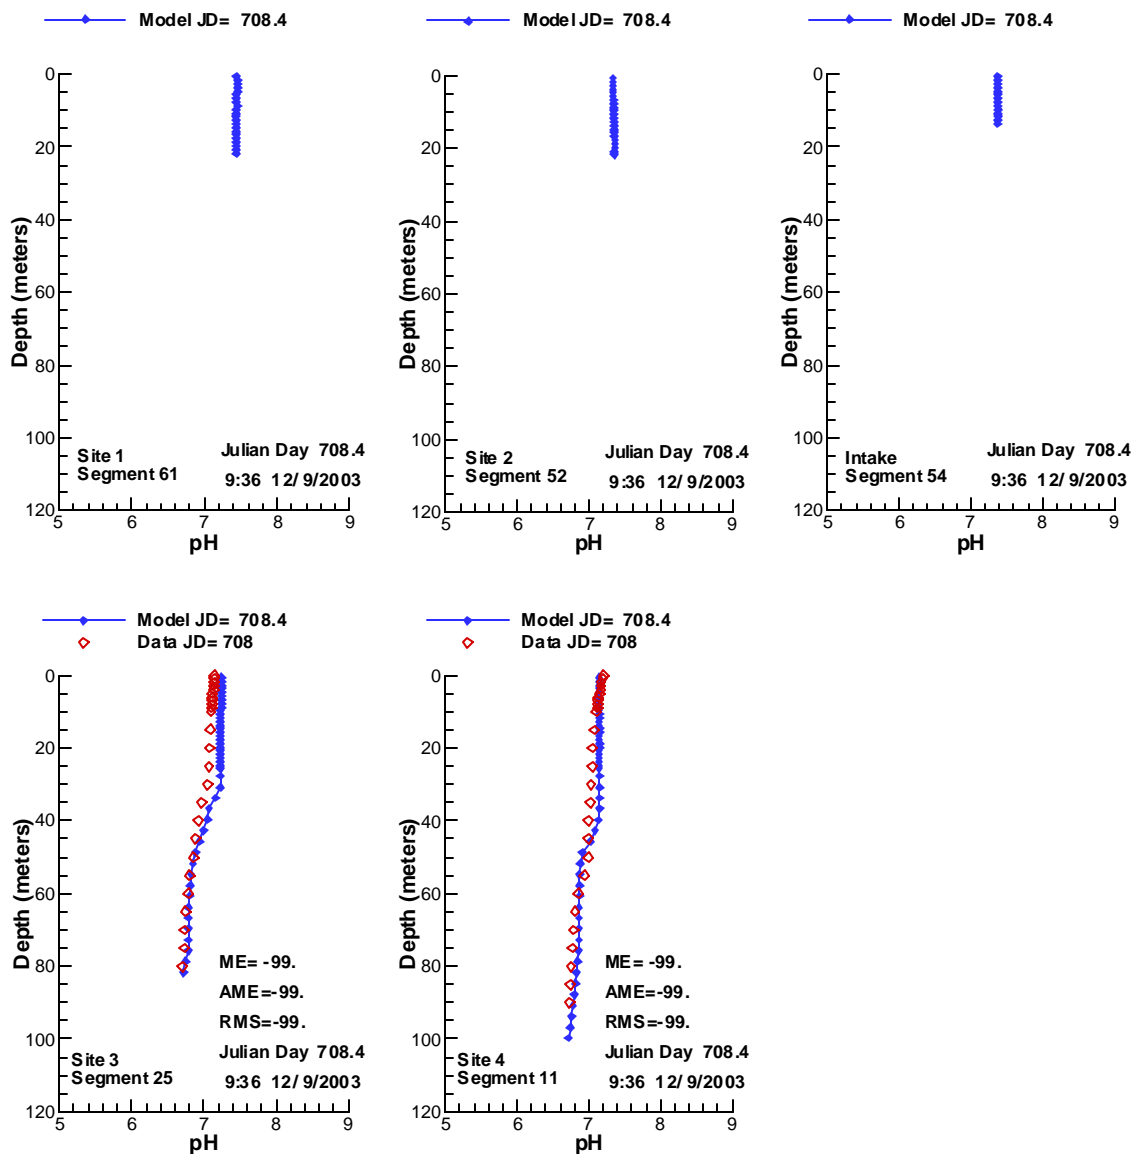 Model JD= 708.4
Model JD= 708.4
Model JD= 708.4
0
20
40
60
80
100
120
Depth (meters)
Site 1
Segment 61
Julian Day 708.4
9:36 12/ 9/2003
5 6 7 8 9
pH
0
20
40
60
80
100
120
Depth (meters)
Site 2
Segment 52
Julian Day 708.4
9:36 12/ 9/2003
5 6 7 8 9
pH
0
20
40
60
80
100
120
Depth (meters)
Intake
Segment 54
Julian Day 708.4
9:36 12/ 9/2003
5 6 7 8 9
pH
Model JD= 708.4
Data JD= 708
0
20
40
60
80
100
120
Depth (meters)
ME= -99.
AME=-99.
RMS=-99.
Site 3
Segment 25
Julian Day 708.4
9:36 12/ 9/2003
5 6 7 8 9
pH
Model JD= 708.4
Data JD= 708
0
20
40
60
80
100
120
Depth (meters)
ME= -99.
AME=-99.
RMS=-99.
Site 4
Segment 11
Julian Day 708.4
9:36 12/ 9/2003
5 6 7 8 9
pH